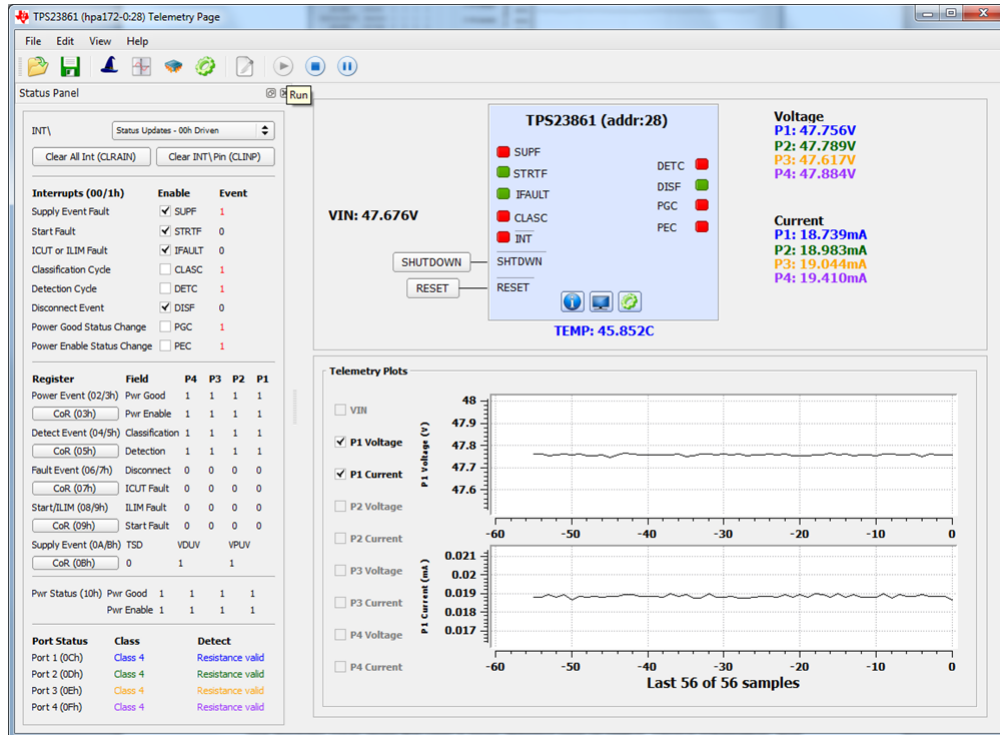 TPS23861 (hpa172-0:28) Telemetry Page
File Edit View Help
Status Panel
Run
INT\ Status Updates - 00h Driven
Clear All Int (CLRAIN) Clear INT\ Pin (CLINP)
Interrupts (00/1h) Enable Event
Supply Event Fault SUPF 1
Start Fault STRTF 0
ICUT or ILIM Fault IFAULT 0
Classification Cycle CLASC 1
Detection Cycle DETC 1
Disconnect Event DISF 0
Power Good Status Change PGC 1
Power Enable Status Change PEC 1
Register Field P4 P3 P2 P1
Power Event (02/3h) Pwr Good 1 1 1 1
CoR (03h) Pwr Enable 1 1 1 1
Detect Event (04/5h) Classification 1 1 1 1
CoR (05h) Detection 1 1 1 1
Fault Event (06/7h) Disconnect 0 0 0 0
CoR (07h) ICUT Fault 0 0 0 0
Start/ILIM (08/9h) ILIM Fault 0 0 0 0
CoR (09h) Start Fault 0 0 0 0
Supply Event (0A/Bh) TSD VDUV VPUV
CoR (0Bh) 0 1 1
Pwr Status (10h) Pwr Good 1 1 1 1
Pwr Enable 1 1 1 1
Port Status Class Detect
Port 1 (0Ch) Class 4 Resistance valid
Port 2 (0Dh) Class 4 Resistance valid
Port 3 (0Eh) Class 4 Resistance valid
Port 4 (0Fh) Class 4 Resistance valid
TPS23861 (addr:28)
SUPF
STRTF
IFAULT
CLASC
INT
SHTDWN
RESET
DETC
DISF
PGC
PEC
VIN: 47.676V
SHUTDOWN
RESET
TEMP: 45.852C
Voltage
P1: 47.756V
P2: 47.789V
P3: 47.617V
P4: 47.884V
Current
P1: 18.739mA
P2: 18.983mA
P3: 19.044mA
P4: 19.410mA
Telemetry Plots
VIN
P1 Voltage
P1 Current
P2 Voltage
P2 Current
P3 Voltage
P3 Current
P4 Voltage
P4 Current
P1 Voltage (V)
48
47.9
47.8
47.7
47.6
-60 -50 -40 -30 -20 -10 0
P1 Current (mA)
0.021
0.02
0.019
0.018
0.017
-60 -50 -40 -30 -20 -10 0
Last 56 of 56 samples